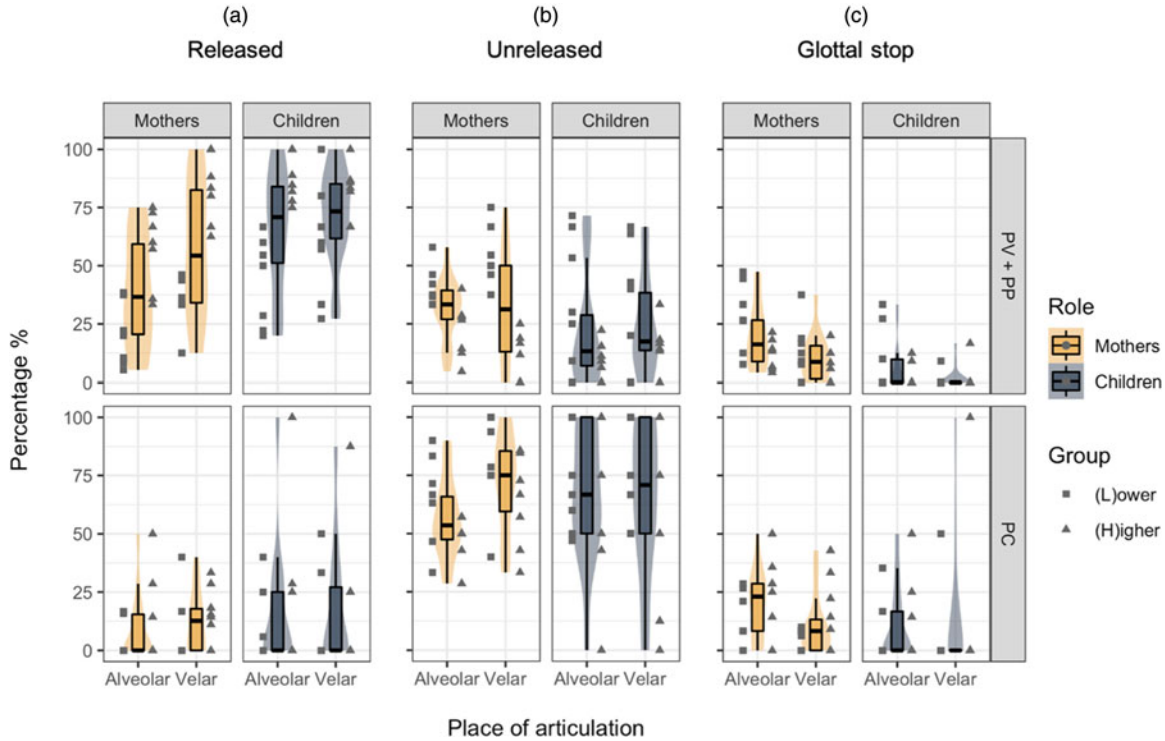 (a) (b) (c)
Released Unreleased Glottal stop
Mothers Children Mothers Children Mothers Children
100
75
50
25
0
PV + PP
100
75
50
25
0
PC
Percentage %
Alveolar Velar Alveolar Velar Alveolar Velar Alveolar Velar Alveolar Velar Alveolar Velar
Place of articulation
Role
Mothers
Children
Group
(L)ower
(H)igher